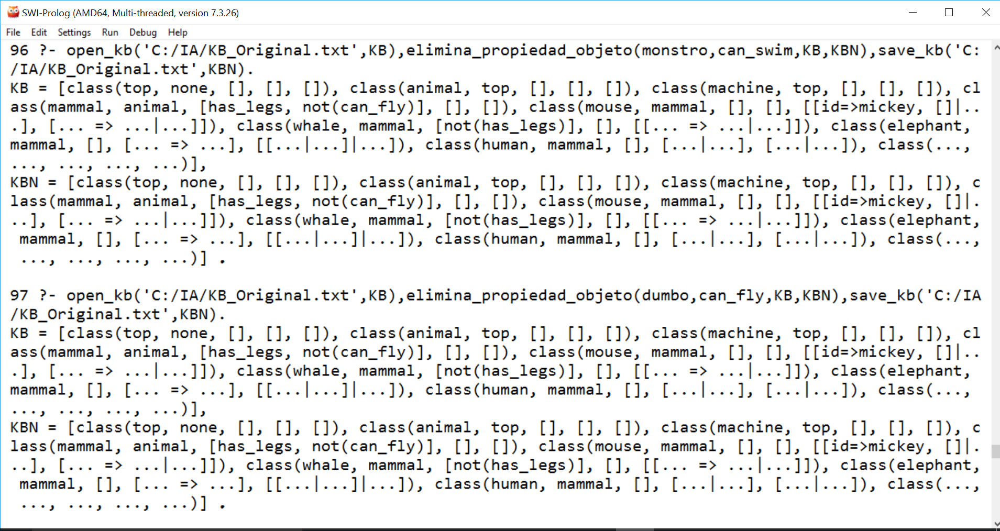 SWI-Prolog (AMD64, Multi-threaded, version 7.3.26)
File Edit Settings Run Debug Help
96 ?- open_kb('C:/IA/KB_Original.txt',KB),elimina_propiedad_objeto(monstro,can_swim,KB,KBN),save_kb('C:
/IA/KB_Original.txt',KBN).
KB = [class(top, none, [], [], []), class(animal, top, [], [], []), class(machine, top, [], [], []), cl
ass(mammal, animal, [has_legs, not(can_fly)], [], []), class(mouse, mammal, [], [], [[id=>mickey, []|..
.], [... => ...|...]]), class(whale, mammal, [not(has_legs)], [], [[... => ...|...]]), class(elephant,
mammal, [], [... => ...], [[...|...]|...]), class(human, mammal, [], [...|...], [...|...]), class(...,
..., ..., ..., ...)],
KBN = [class(top, none, [], [], []), class(animal, top, [], [], []), class(machine, top, [], [], []), c
lass(mammal, animal, [has_legs, not(can_fly)], [], []), class(mouse, mammal, [], [], [[id=>mickey, []|.
..], [... => ...|...]]), class(whale, mammal, [not(has_legs)], [], [[... => ...|...]]), class(elephant,
mammal, [], [... => ...], [[...|...]|...]), class(human, mammal, [], [...|...], [...|...]), class(...,
..., ..., ..., ...)] .
97 ?- open_kb('C:/IA/KB_Original.txt',KB),elimina_propiedad_objeto(dumbo,can_fly,KB,KBN),save_kb('C:/IA
/KB_Original.txt',KBN).
KB = [class(top, none, [], [], []), class(animal, top, [], [], []), class(machine, top, [], [], []), cl
ass(mammal, animal, [has_legs, not(can_fly)], [], []), class(mouse, mammal, [], [], [[id=>mickey, []|..
.], [... => ...|...]]), class(whale, mammal, [not(has_legs)], [], [[... => ...|...]]), class(elephant,
mammal, [], [... => ...], [[...|...]|...]), class(human, mammal, [], [...|...], [...|...]), class(...,
..., ..., ..., ...)],
KBN = [class(top, none, [], [], []), class(animal, top, [], [], []), class(machine, top, [], [], []), c
lass(mammal, animal, [has_legs, not(can_fly)], [], []), class(mouse, mammal, [], [], [[id=>mickey, []|.
..], [... => ...|...]]), class(whale, mammal, [not(has_legs)], [], [[... => ...|...]]), class(elephant,
mammal, [], [... => ...], [[...|...]|...]), class(human, mammal, [], [...|...], [...|...]), class(...,
..., ..., ..., ...)] .